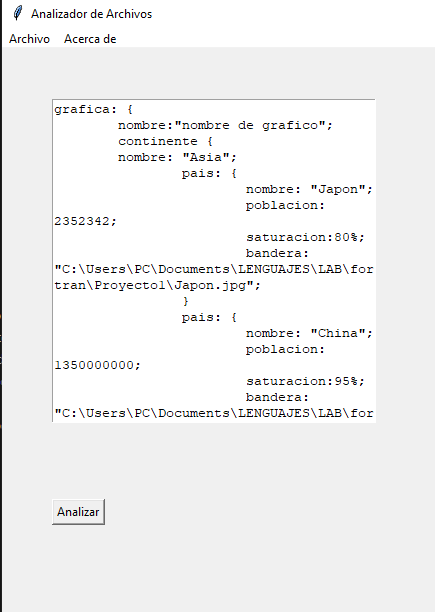 Analizador de Archivos
Archivo Acerca de
grafica: {
nombre:"nombre de grafico";
continente {
nombre: "Asia";
pais: {
nombre: "Japon";
poblacion:
2352342;
saturacion:80%;
bandera:
"C:\Users\PC\Documents\LENGUAJES\LAB\for
tran\Proyecto1\Japon.jpg";
}
pais: {
nombre: "China";
poblacion:
1350000000;
saturacion:95%;
bandera:
"C:\Users\PC\Documents\LENGUAJES\LAB\for
Analizar